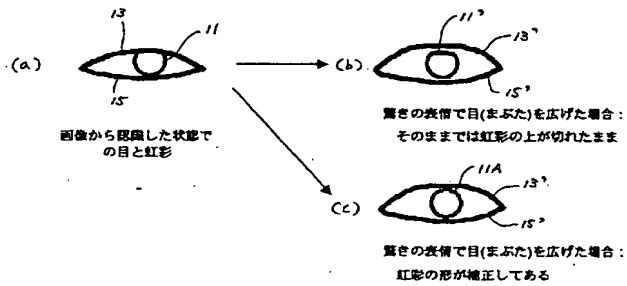 13
11
(a)
15
画像から認識した状態で
の目と虹彩
11'
13'
(b)
15'
驚きの表情で目(まぶた)を広げた場合:
そのままでは虹彩の上が切れたまま
11A
13'
(c)
15'
驚きの表情で目(まぶた)を広げた場合:
虹彩の形が補正してある